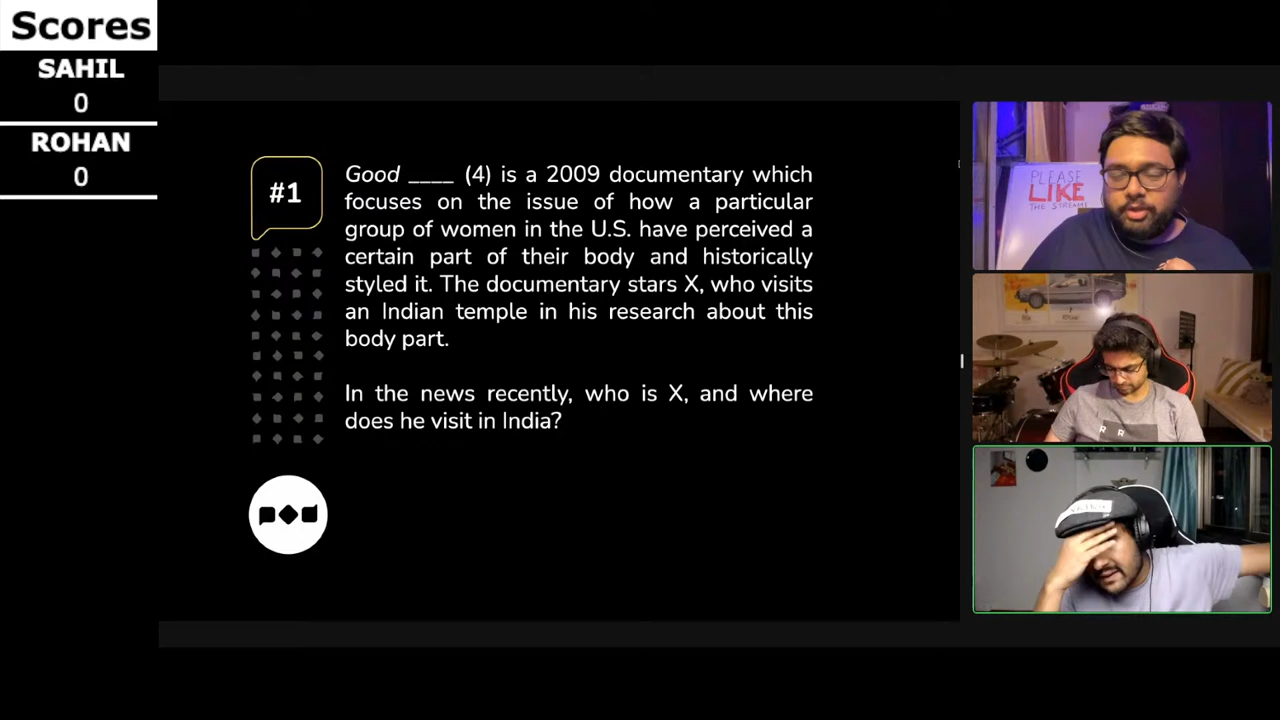 Scores
SAHIL
0
ROHAN
0
#1
Good ____ (4) is a 2009 documentary which
focuses on the issue of how a particular
group of women in the U.S. have perceived a
certain part of their body and historically
styled it. The documentary stars X, who visits
an Indian temple in his research about this
body part.
In the news recently, who is X, and where
does he visit in India?
PLEASE
LIKE
THE STREAM!
R R